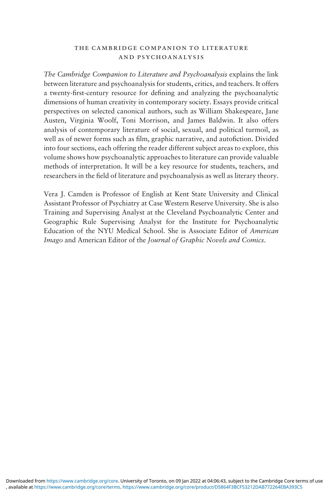 THE CAMBRIDGE COMPANION TO LITERATURE
AND PSYCHOANALYSIS
The Cambridge Companion to Literature and Psychoanalysis explains the link
between literature and psychoanalysis for students, critics, and teachers. It offers
a twenty-first-century resource for defining and analyzing the psychoanalytic
dimensions of human creativity in contemporary society. Essays provide critical
perspectives on selected canonical authors, such as William Shakespeare, Jane
Austen, Virginia Woolf, Toni Morrison, and James Baldwin. It also offers
analysis of contemporary literature of social, sexual, and political turmoil, as
well as of newer forms such as film, graphic narrative, and autofiction. Divided
into four sections, each offering the reader different subject areas to explore, this
volume shows how psychoanalytic approaches to literature can provide valuable
methods of interpretation. It will be a key resource for students, teachers, and
researchers in the field of literature and psychoanalysis as well as literary theory.
Vera J. Camden is Professor of English at Kent State University and Clinical
Assistant Professor of Psychiatry at Case Western Reserve University. She is also
Training and Supervising Analyst at the Cleveland Psychoanalytic Center and
Geographic Rule Supervising Analyst for the Institute for Psychoanalytic
Education of the NYU Medical School. She is Associate Editor of American
Imago and American Editor of the Journal of Graphic Novels and Comics.
Downloaded from https://www.cambridge.org/core. University of Toronto, on 09 Jan 2022 at 04:06:43, subject to the Cambridge Core terms of use
, available at https://www.cambridge.org/core/terms. https://www.cambridge.org/core/product/